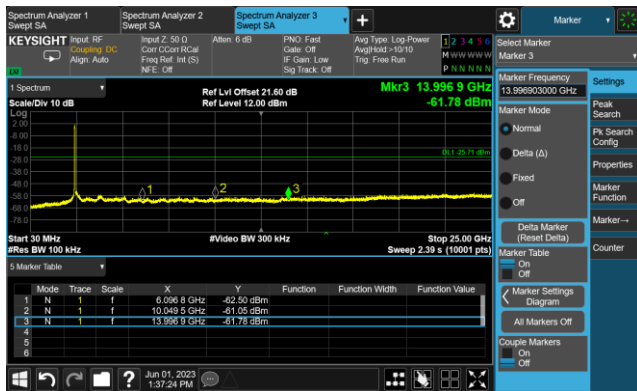 Spectrum Analyzer 1
Swept SA
Spectrum Analyzer 2
Swept SA
Spectrum Analyzer 3
Swept SA
Marker
KEYSIGHT
Input: RF
Coupling: DC
Align: Auto
Input Z: 50 Ω
Corr CCorr RCal
Freq Ref: Int (S)
NFE: Off
Atten: 6 dB
PNO: Fast
Gate: Off
IF Gain: Low
Sig Track: Off
Avg Type: Log-Power
Avg|Hold:>10/10
Trig: Free Run
1 2 3 4 5 6
M W W W W W
P N N N N N
Select Marker
Marker 3
1 Spectrum
Scale/Div 10 dB
Log
Ref Lvl Offset 21.60 dB
Ref Level 12.00 dBm
Mkr3 13.996 9 GHz
-61.78 dBm
2.00
-8.00
-18.0
-28.0
-38.0
-48.0
-58.0
-68.0
-78.0
DL1 -25.71 dBm
1
2
3
Start 30 MHz
#Res BW 100 kHz
#Video BW 300 kHz
Stop 25.00 GHz
Sweep 2.39 s (10001 pts)
5 Marker Table
Mode Trace Scale X Y Function Function Width Function Value
1 N 1 f 6.096 8 GHz -62.50 dBm
2 N 1 f 10.049 5 GHz -61.05 dBm
3 N 1 f 13.996 9 GHz -61.78 dBm
4
5
6
Jun 01, 2023
1:37:24 PM
Marker Frequency
13.996903000 GHz
Marker Mode
Normal
Delta (Δ)
Fixed
Off
Delta Marker
(Reset Delta)
Marker Table
On
Off
Marker Settings
Diagram
All Markers Off
Couple Markers
On
Off
Settings
Peak
Search
Pk Search
Config
Properties
Marker
Function
Marker→
Counter